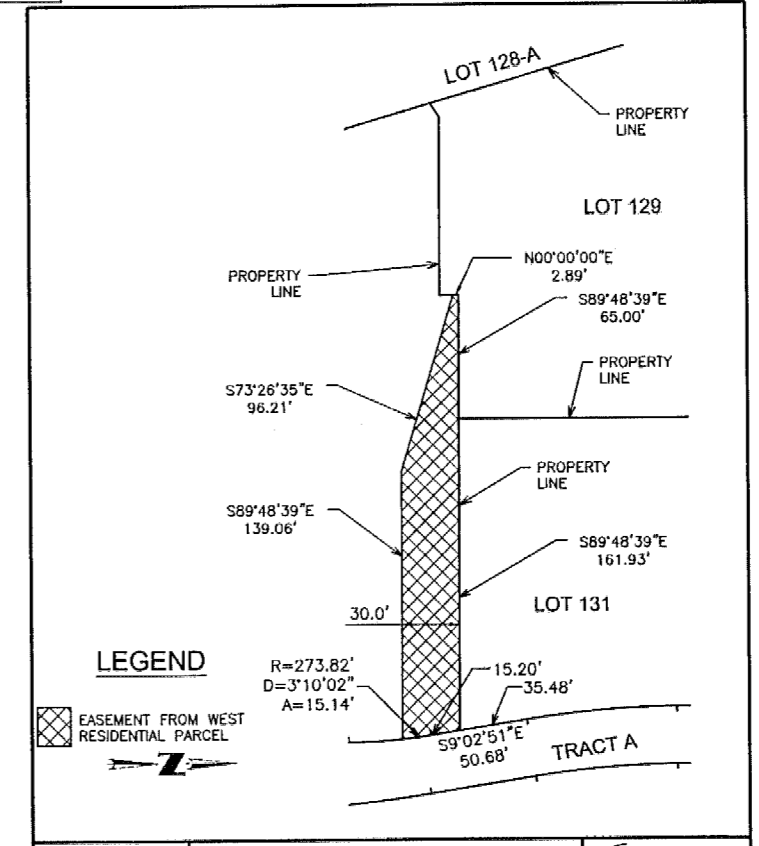 LOT 128-A
PROPERTY
LINE
LOT 129
N00°00'00"E
2.89'
PROPERTY
LINE
S89°48'39"E
65.00'
PROPERTY
LINE
S73°26'35"E
96.21'
PROPERTY
LINE
S89°48'39"E
139.06'
S89°48'39"E
161.93'
30.0'
LOT 131
LEGEND
R=273.82'
D=3°10'02"
A=15.14'
15.20'
35.48'
EASEMENT FROM WEST
RESIDENTIAL PARCEL
S9°02'51"E
50.68'
TRACT A
N